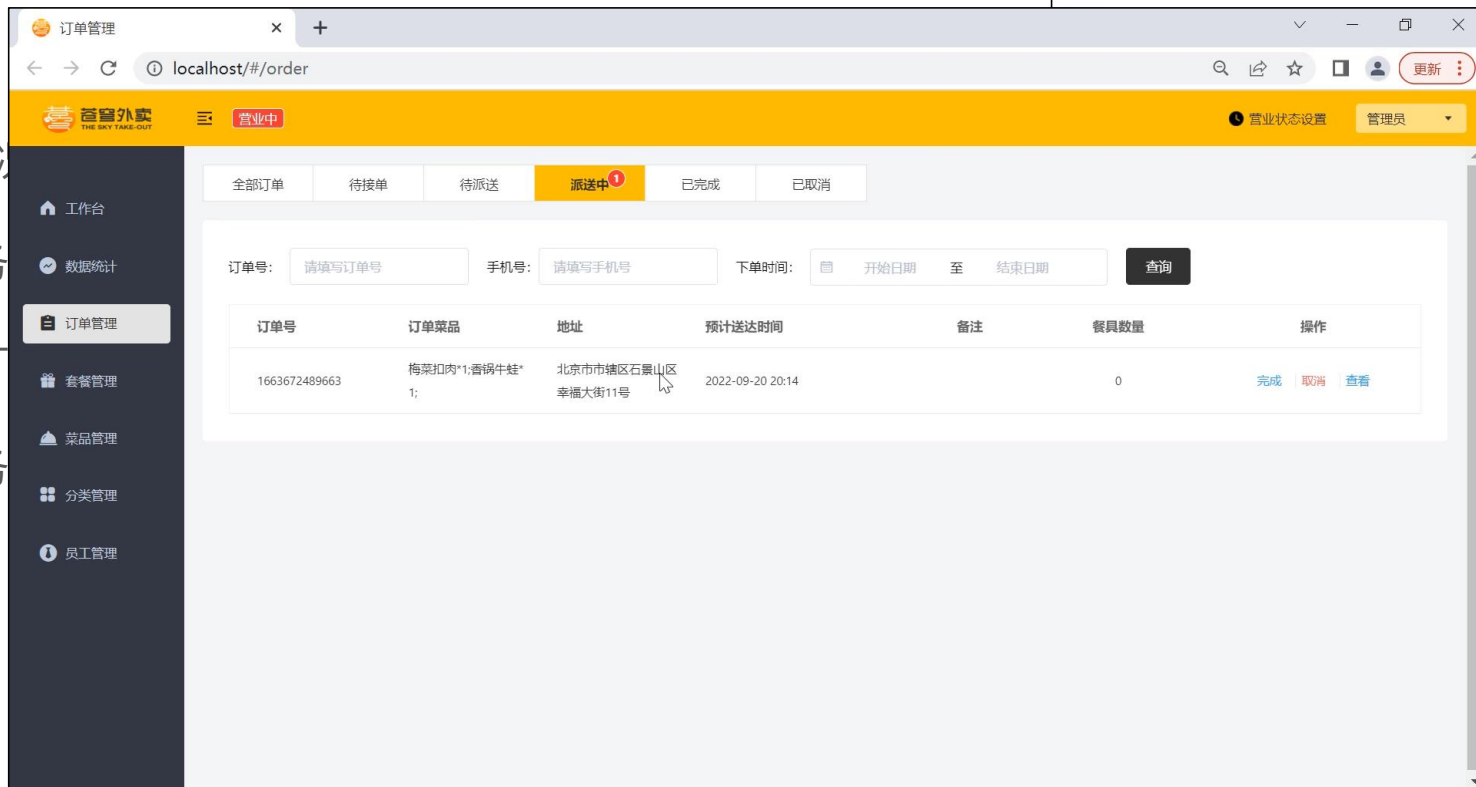 订单管理
localhost/#/order
更新
苍穹外卖
THE SKY TAKE-OUT
营业中
营业状态设置
管理员
工作台
数据统计
订单管理
套餐管理
菜品管理
分类管理
员工管理
全部订单 待接单 待派送 派送中 1 已完成 已取消
订单号: 请填写订单号 手机号: 请填写手机号 下单时间: 开始日期 至 结束日期 查询
订单号 订单菜品 地址 预计送达时间 备注 餐具数量 操作
1663672489663 梅菜扣肉*1;香锅牛蛙*
1; 北京市市辖区石景山区
幸福大街11号 2022-09-20 20:14 0 完成 取消 查看